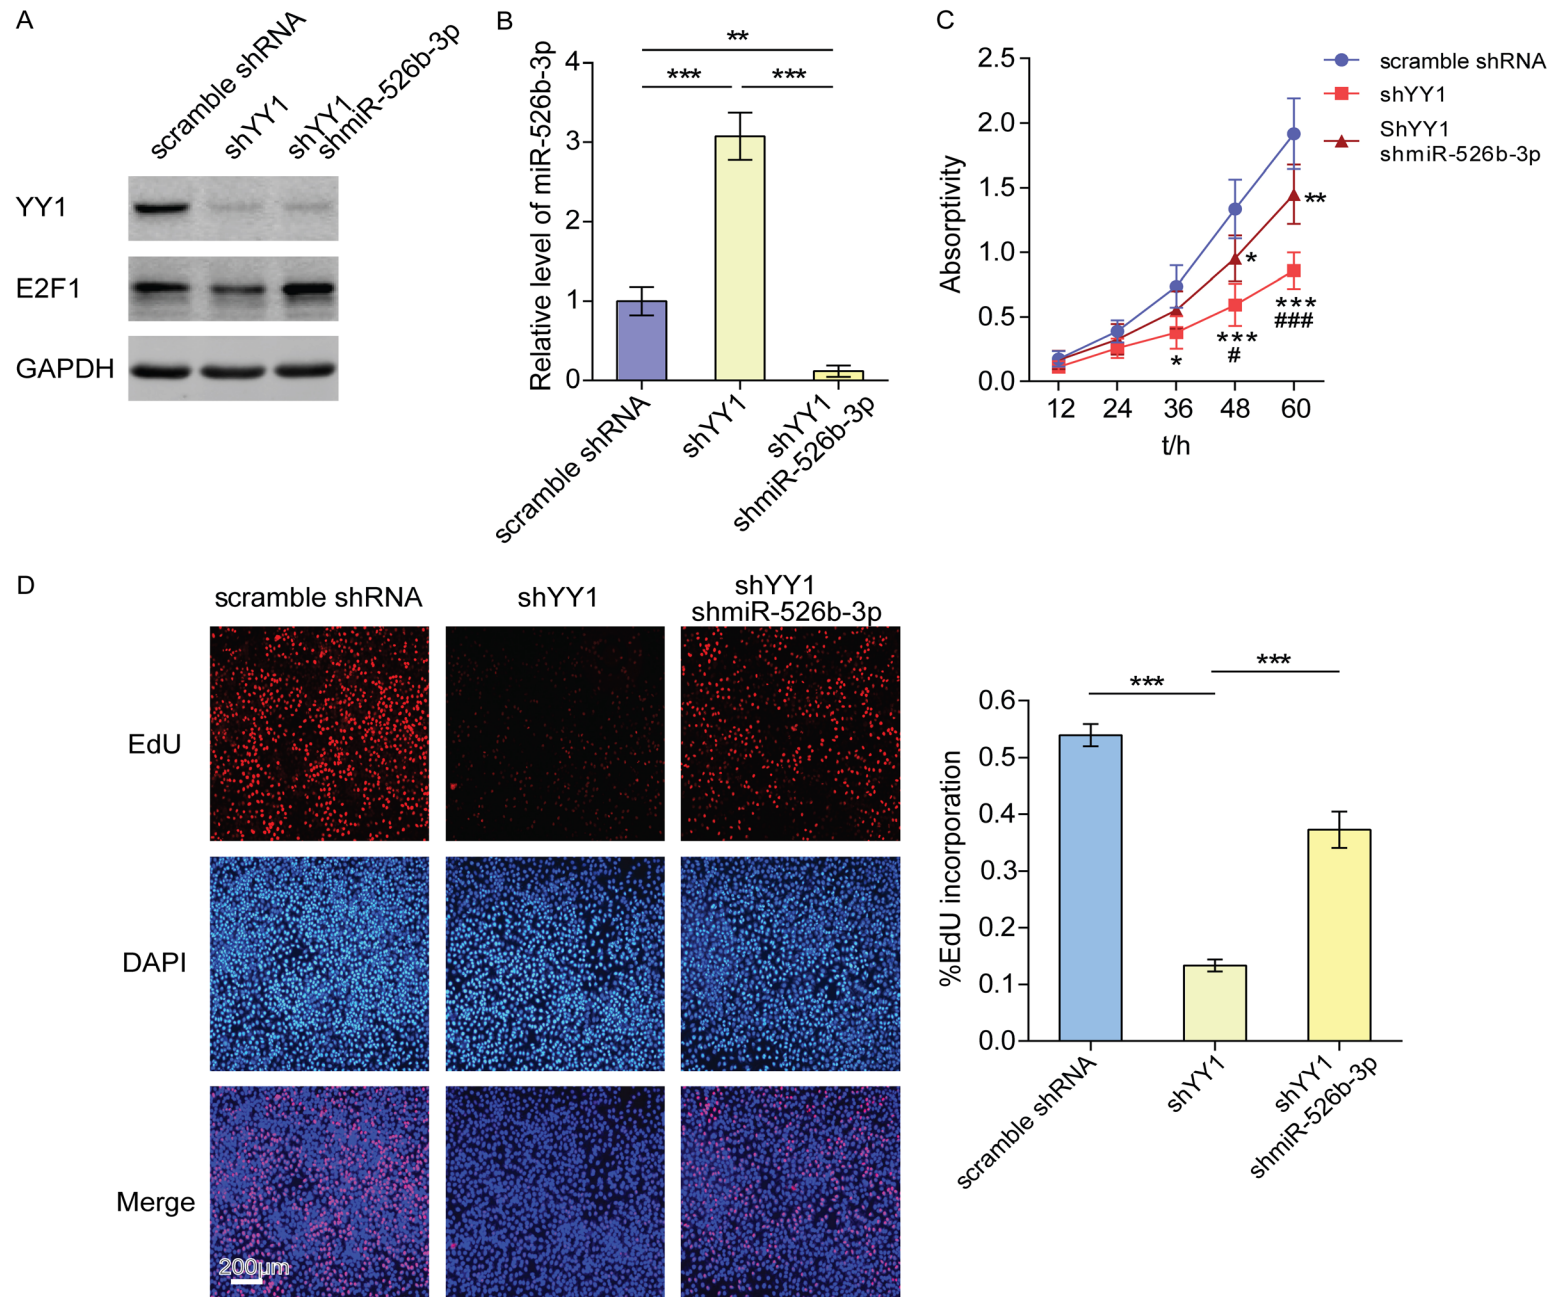 A
scramble shRNA
shYY1
shYY1
shmiR-526b-3p
YY1
E2F1
GAPDH
B
Relative level of miR-526b-3p
4
3
2
1
0
**
***
***
scramble shRNA
shYY1
shYY1
shmiR-526b-3p
C
Absorptivity
2.5
2.0
1.5
1.0
0.5
0.0
12
24
36
48
60
t/h
scramble shRNA
shYY1
ShYY1
shmiR-526b-3p
**
*
***
###
***
#
*
D
scramble shRNA
shYY1
shYY1
shmiR-526b-3p
EdU
DAPI
Merge
200μm
%EdU incorporation
0.6
0.5
0.4
0.3
0.2
0.1
0.0
***
***
scramble shRNA
shYY1
shYY1
shmiR-526b-3p